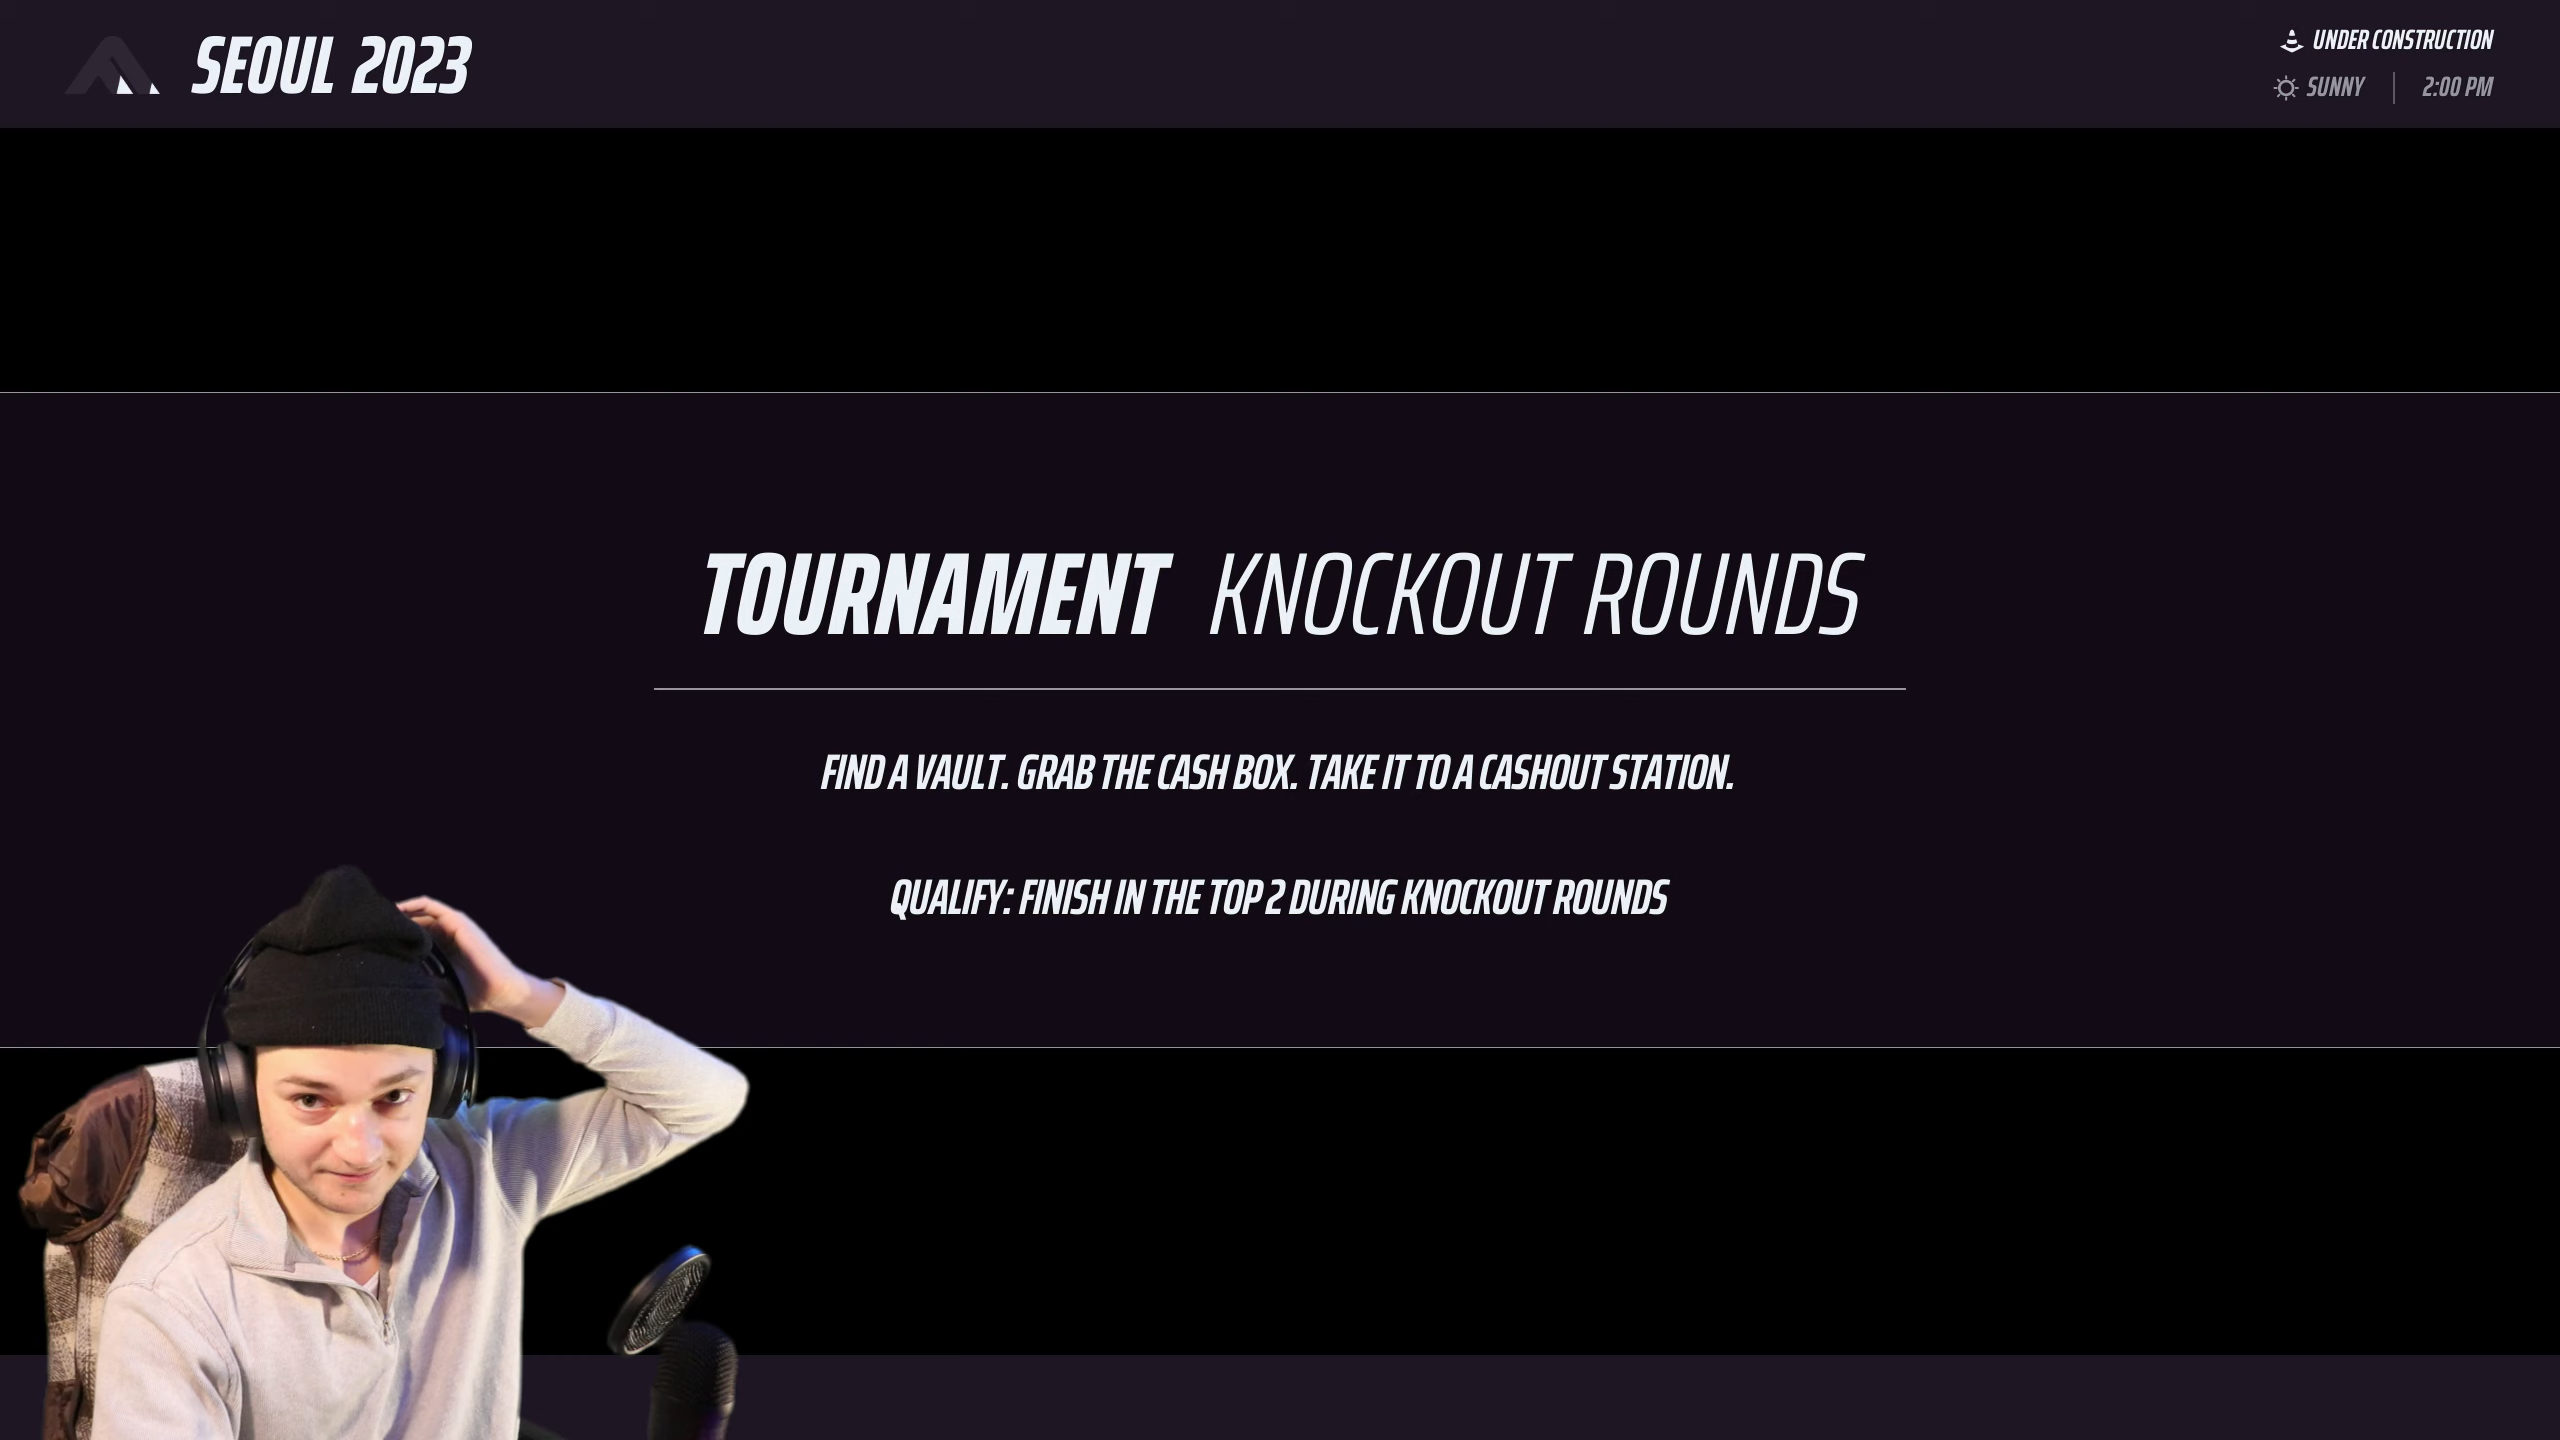 SEOUL 2023
UNDER CONSTRUCTION
SUNNY 2:00 PM
TOURNAMENT KNOCKOUT ROUNDS
FIND A VAULT. GRAB THE CASH BOX. TAKE IT TO A CASHOUT STATION.
QUALIFY: FINISH IN THE TOP 2 DURING KNOCKOUT ROUNDS